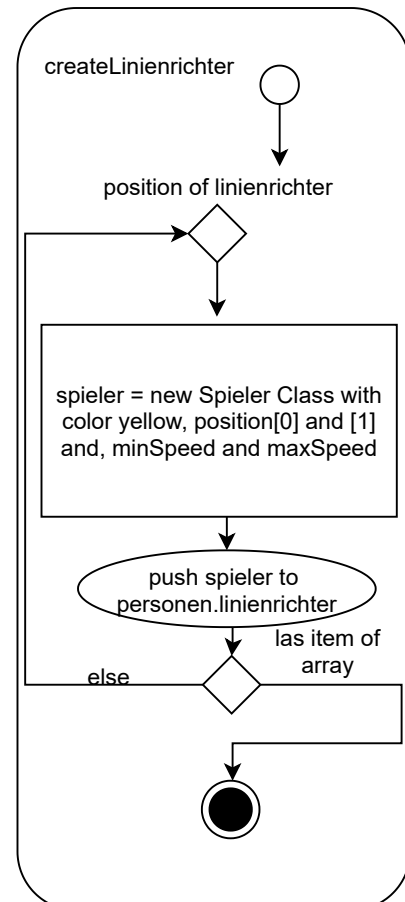 createLinienrichter
position of linienrichter
spieler = new Spieler Class with
color yellow, position[0] and [1]
and, minSpeed and maxSpeed
push spieler to
personen.linienrichter
las item of
array
else